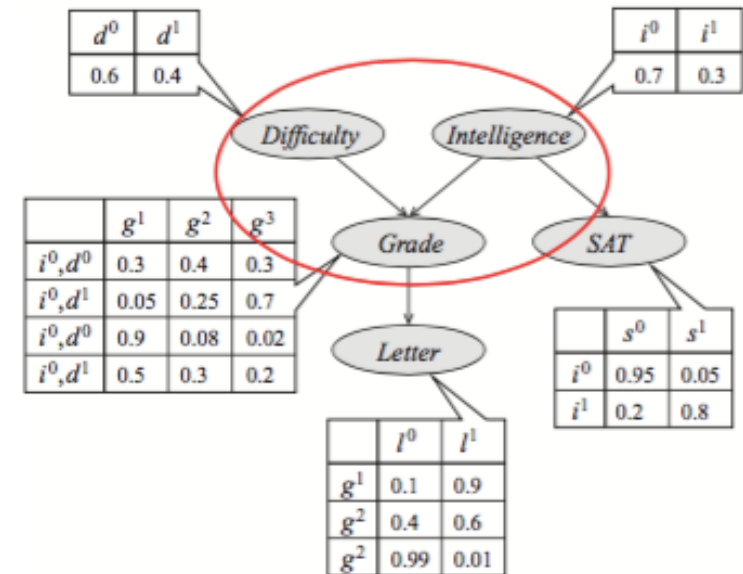 d⁰ d¹
0.6 0.4
i⁰ i¹
0.7 0.3
Difficulty
Intelligence
g¹ g² g³
i⁰,d⁰ 0.3 0.4 0.3
i⁰,d¹ 0.05 0.25 0.7
i⁰,d⁰ 0.9 0.08 0.02
i⁰,d¹ 0.5 0.3 0.2
Grade
SAT
s⁰ s¹
i⁰ 0.95 0.05
i¹ 0.2 0.8
Letter
l⁰ l¹
g¹ 0.1 0.9
g² 0.4 0.6
g² 0.99 0.01